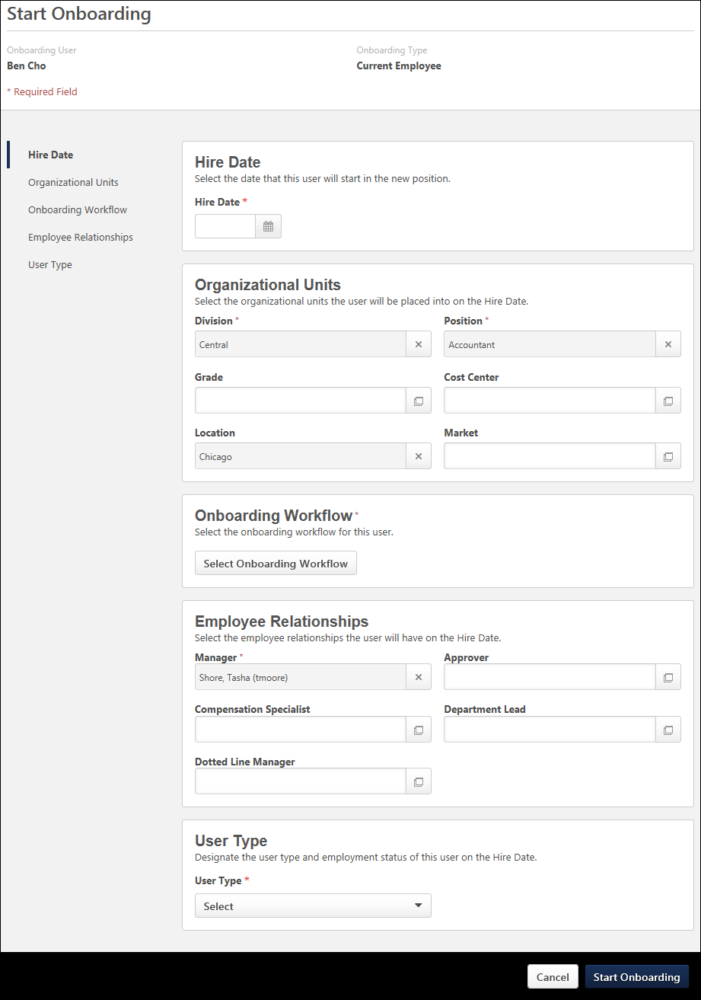 Start Onboarding
Onboarding User
Onboarding Type
Ben Cho
Current Employee
* Required Field
Hire Date
Organizational Units
Onboarding Workflow
Employee Relationships
User Type
Hire Date
Select the date that this user will start in the new position.
Hire Date *
Organizational Units
Select the organizational units the user will be placed into on the Hire Date.
Division *
Position *
Central
Accountant
Grade
Cost Center
Location
Market
Chicago
Onboarding Workflow *
Select the onboarding workflow for this user.
Select Onboarding Workflow
Employee Relationships
Select the employee relationships the user will have on the Hire Date.
Manager *
Approver
Shore, Tasha (tmoore)
Compensation Specialist
Department Lead
Dotted Line Manager
User Type
Designate the user type and employment status of this user on the Hire Date.
User Type *
Select
Cancel
Start Onboarding